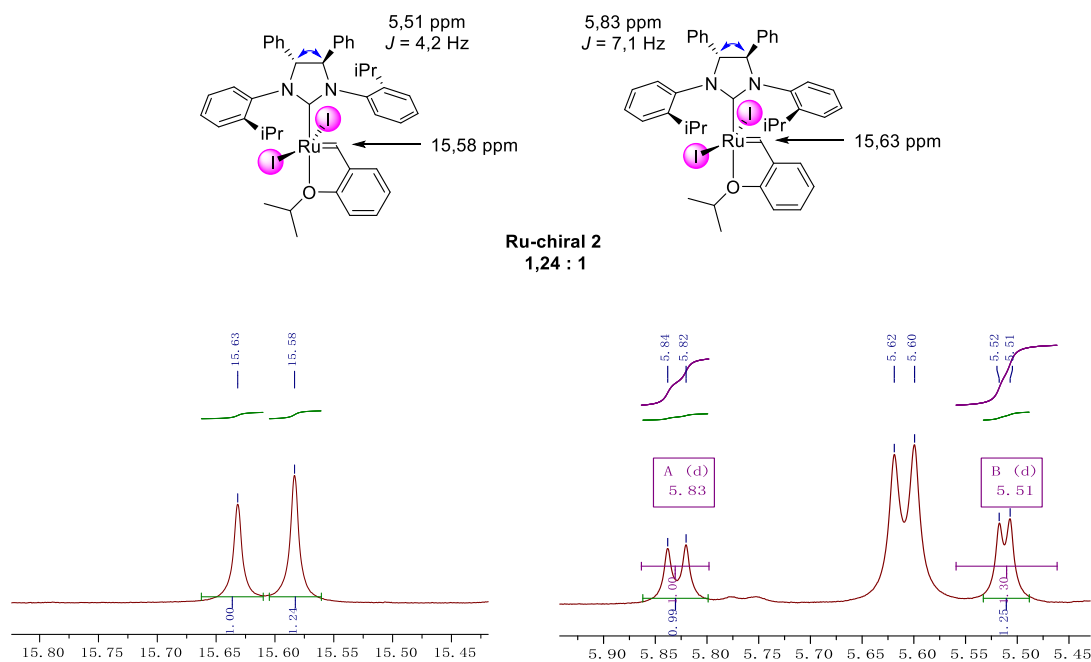 5,51 ppm
J = 4,2 Hz
5,83 ppm
J = 7,1 Hz
Ph
Ph
iPr
N
N
iPr
I
I
Ru
O
15,58 ppm
Ph
Ph
N
N
iPr
iPr
I
I
Ru
O
15,63 ppm
Ru-chiral 2
1,24 : 1
15.63
15.58
5.84
5.82
5.62
5.60
5.52
5.51
A (d)
5.83
B (d)
5.51
1.00
1.24
1.00
0.99
1.30
1.25
15.80
15.75
15.70
15.65
15.60
15.55
15.50
15.45
5.90
5.85
5.80
5.75
5.70
5.65
5.60
5.55
5.50
5.45